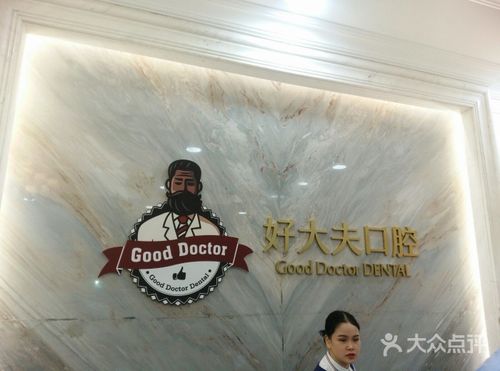 Good Doctor
Good Doctor Dental
好大夫口腔
Good Doctor DENTAL
大众点评